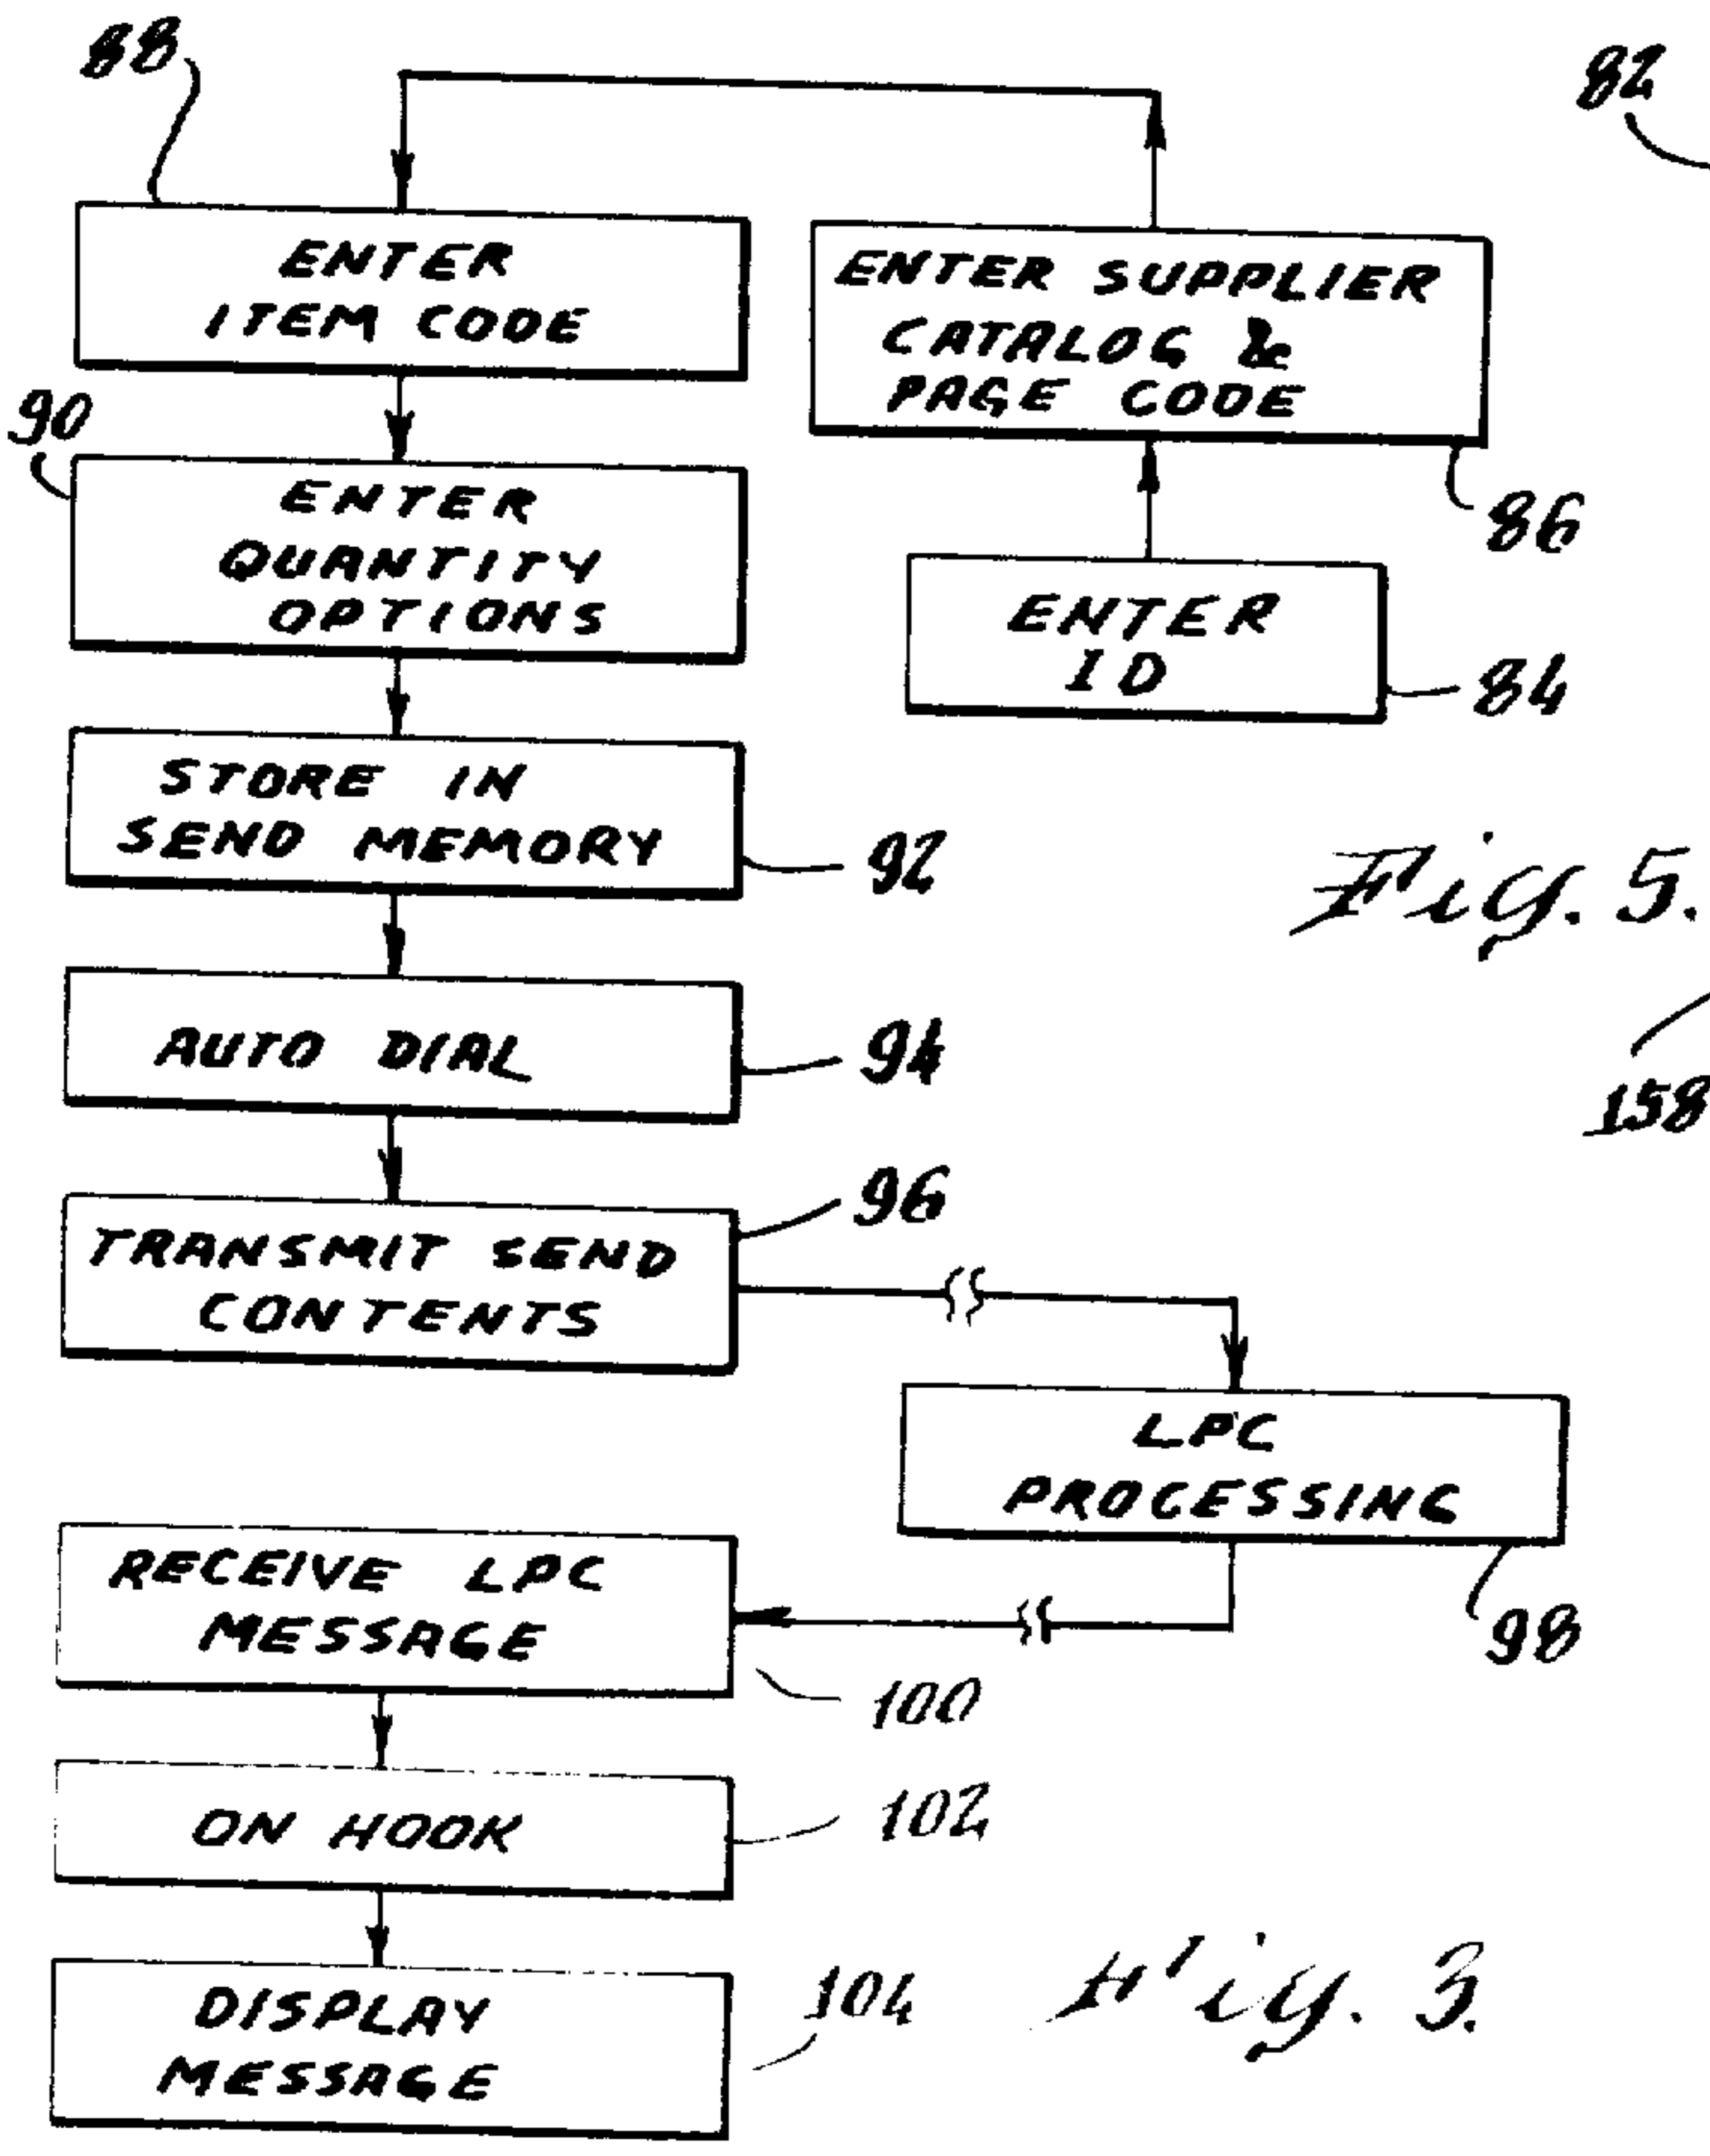 88
82
ENTER
ITEM CODE
ENTER SUPPLIER
CATALOG &
PAGE CODE
90
86
ENTER
QUANTITY
OPTIONS
ENTER
ID
84
STORE IN
SEND MEMORY
92
Fig. 5.
AUTO DIAL
94
158
96
TRANSMIT SEND
CONTENTS
LPC
PROCESSING
98
RECEIVE LPC
MESSAGE
100
ON HOOK
102
DISPLAY
MESSAGE
104
Fig. 3.